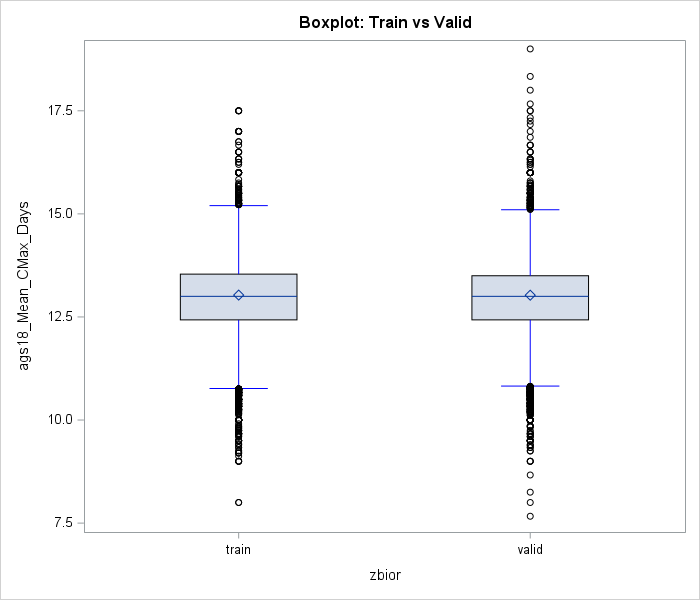 Boxplot: Train vs Valid
17.5
15.0
12.5
10.0
7.5
ags18_Mean_CMax_Days
train
valid
zbior